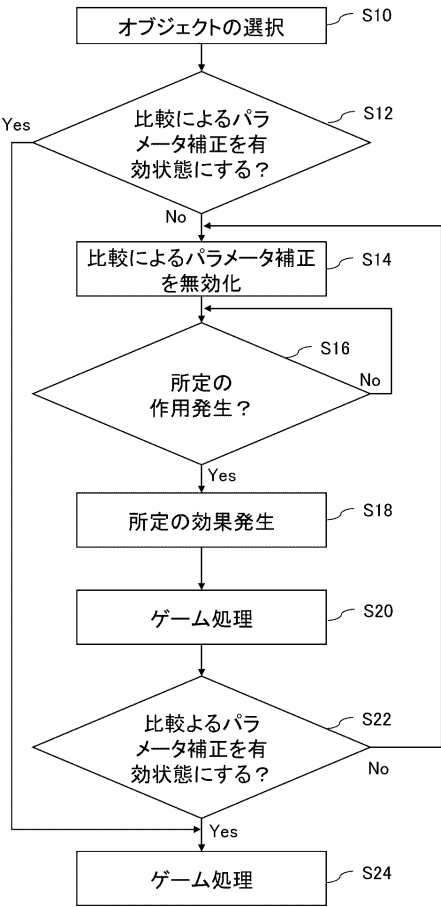 オブジェクトの選択
S10
比較によるパラ
メータ補正を有
効状態にする？
S12
Yes
No
比較によるパラメータ補正
を無効化
S14
所定の
作用発生？
S16
No
Yes
所定の効果発生
S18
ゲーム処理
S20
比較よるパラ
メータ補正を有
効状態にする？
S22
No
Yes
ゲーム処理
S24